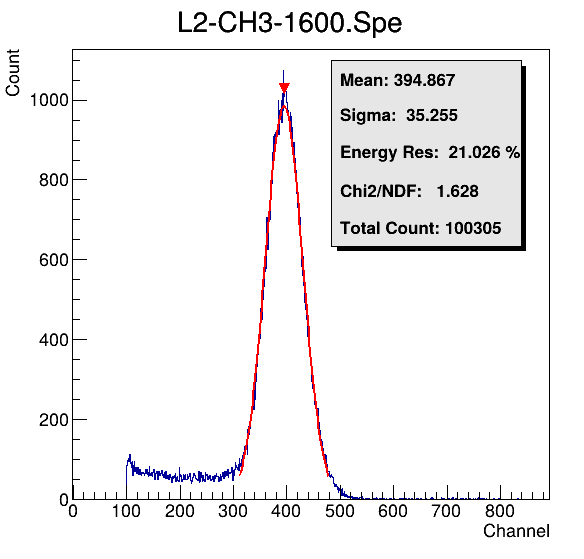 L2-CH3-1600.Spe
Count
Mean: 394.867
Sigma: 35.255
Energy Res: 21.026 %
Chi2/NDF: 1.628
Total Count: 100305
1000
800
600
400
200
0
0 100 200 300 400 500 600 700 800
Channel